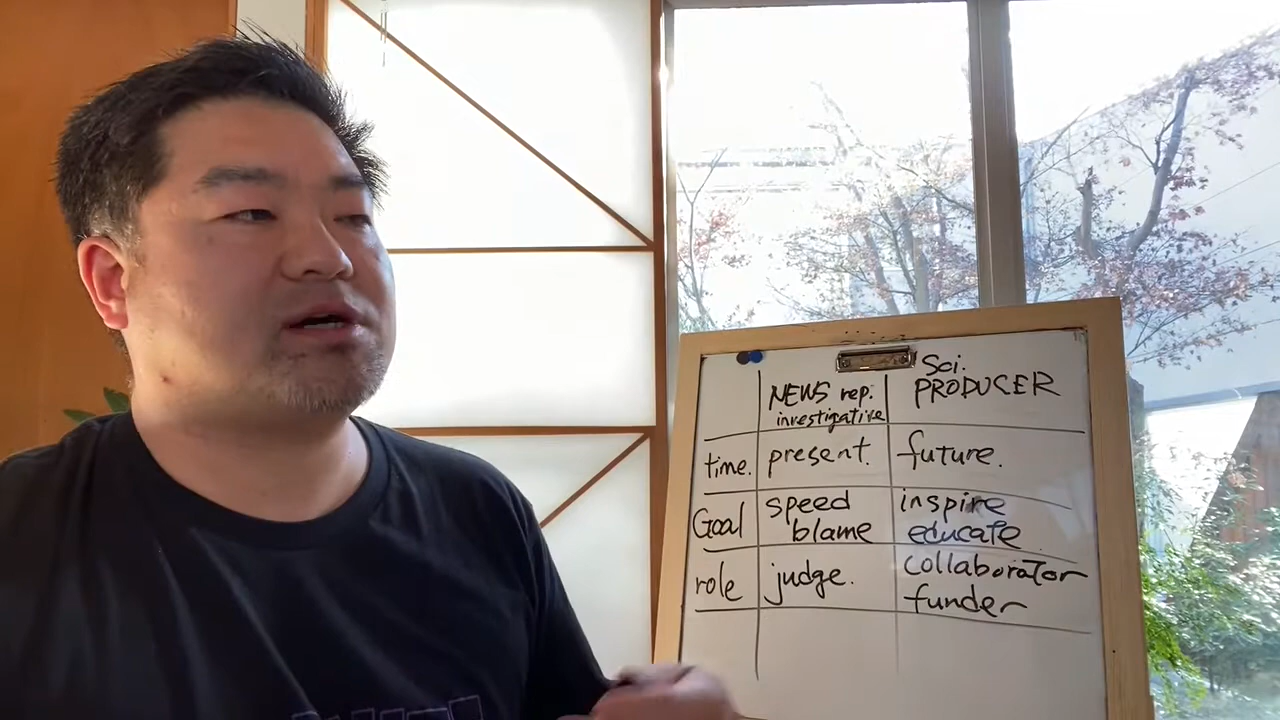 NEWS rep.
investigative
Sci.
PRODUCER
time. present. future.
Goal speed blame inspire educate
role judge. collaborator funder